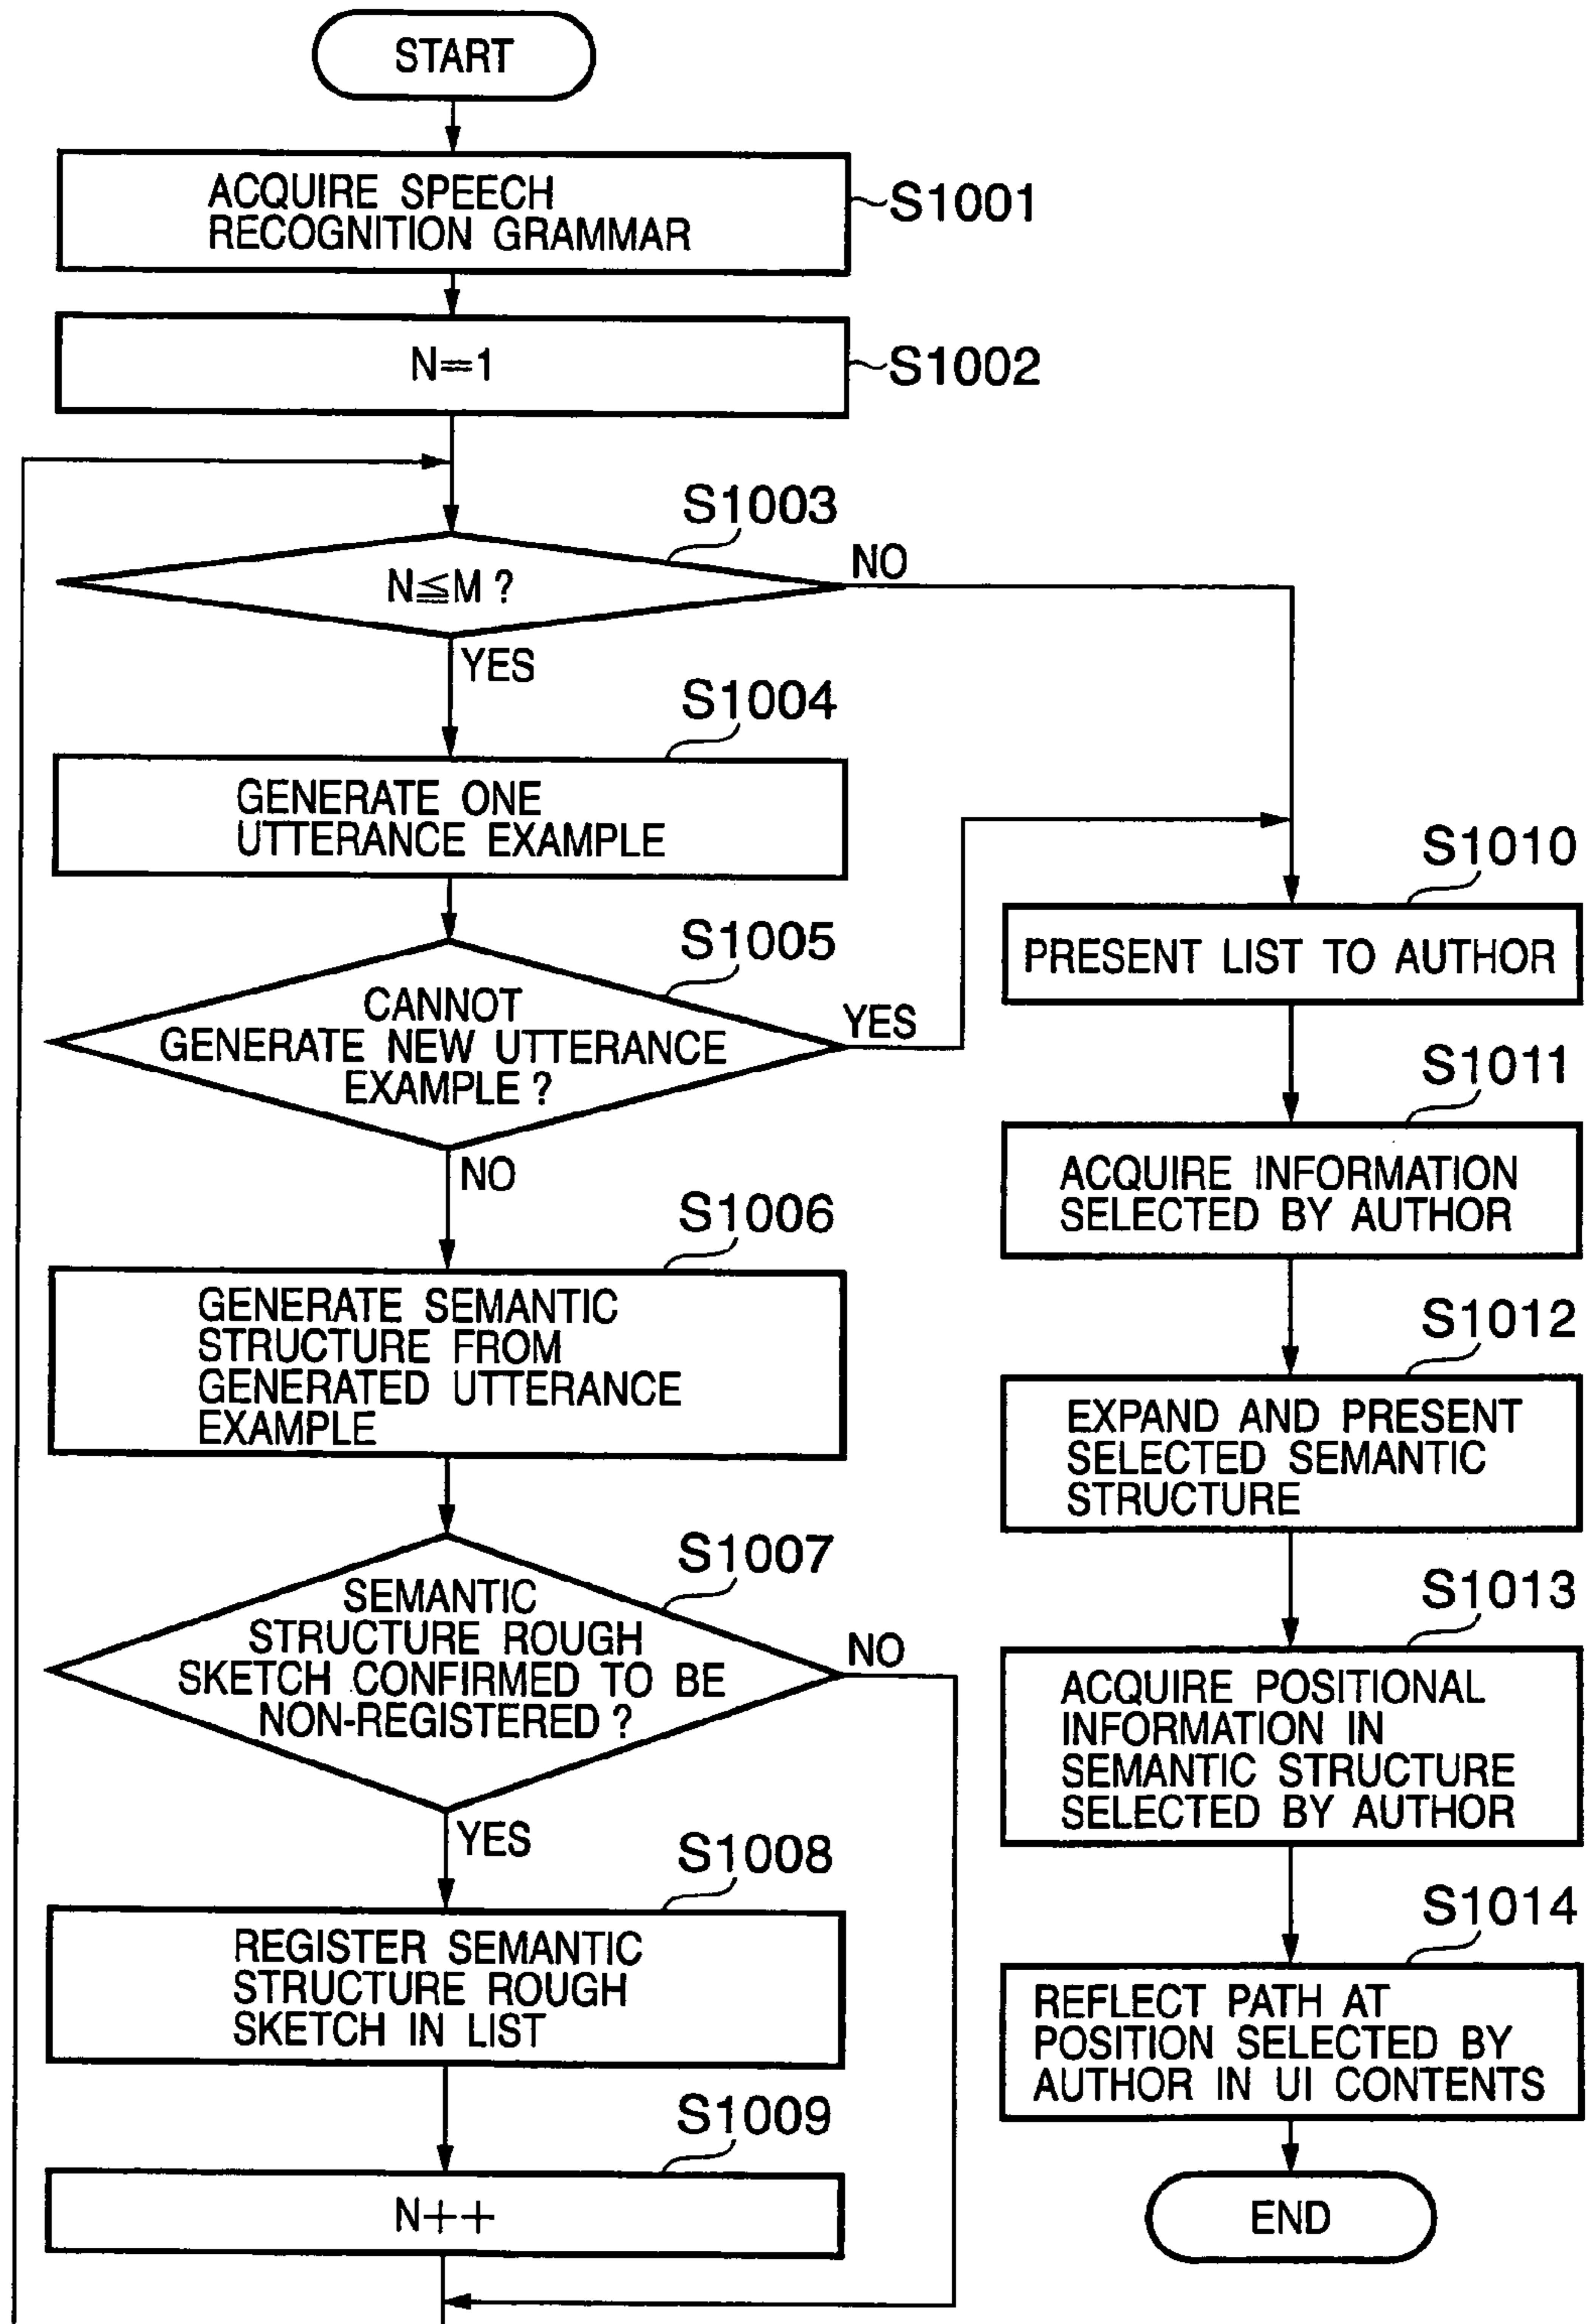 START
ACQUIRE SPEECH
RECOGNITION GRAMMAR
S1001
N=1
S1002
S1003
N≦M?
NO
YES
S1004
GENERATE ONE
UTTERANCE EXAMPLE
S1005
CANNOT
GENERATE NEW UTTERANCE
EXAMPLE?
YES
NO
S1006
GENERATE SEMANTIC
STRUCTURE FROM
GENERATED UTTERANCE
EXAMPLE
S1007
SEMANTIC
STRUCTURE ROUGH
SKETCH CONFIRMED TO BE
NON-REGISTERED?
NO
YES
S1008
REGISTER SEMANTIC
STRUCTURE ROUGH
SKETCH IN LIST
S1009
N++
S1010
PRESENT LIST TO AUTHOR
S1011
ACQUIRE INFORMATION
SELECTED BY AUTHOR
S1012
EXPAND AND PRESENT
SELECTED SEMANTIC
STRUCTURE
S1013
ACQUIRE POSITIONAL
INFORMATION IN
SEMANTIC STRUCTURE
SELECTED BY AUTHOR
S1014
REFLECT PATH AT
POSITION SELECTED BY
AUTHOR IN UI CONTENTS
END